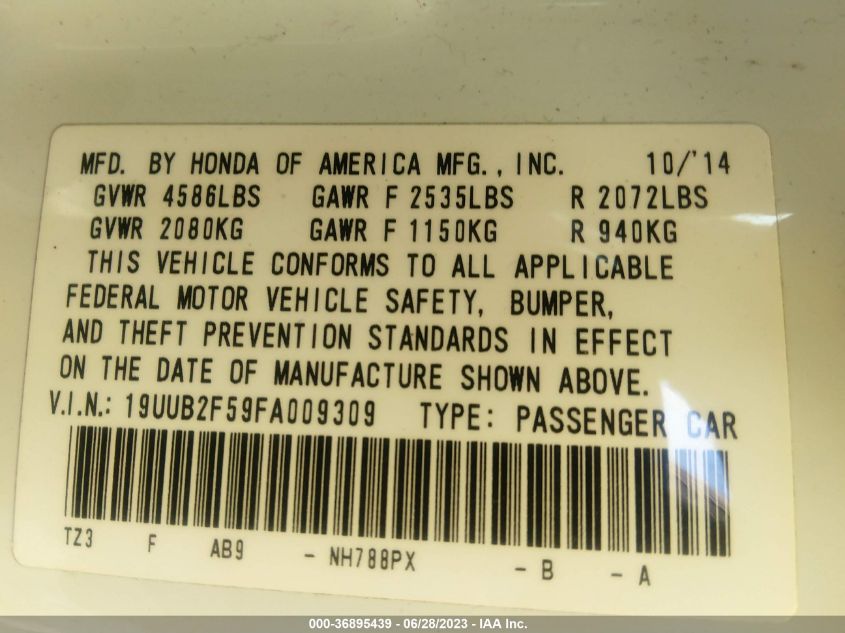 MFD. BY HONDA OF AMERICA MFG., INC. 10/'14
GVWR 4586LBS GAWR F 2535LBS R 2072LBS
GVWR 2080KG GAWR F 1150KG R 940KG
THIS VEHICLE CONFORMS TO ALL APPLICABLE
FEDERAL MOTOR VEHICLE SAFETY, BUMPER,
AND THEFT PREVENTION STANDARDS IN EFFECT
ON THE DATE OF MANUFACTURE SHOWN ABOVE.
V.I.N.: 19UUB2F59FA009309 TYPE: PASSENGER CAR
TZ3 F AB9 - NH788PX - B - A
000-36895439 - 06/28/2023 - IAA Inc.